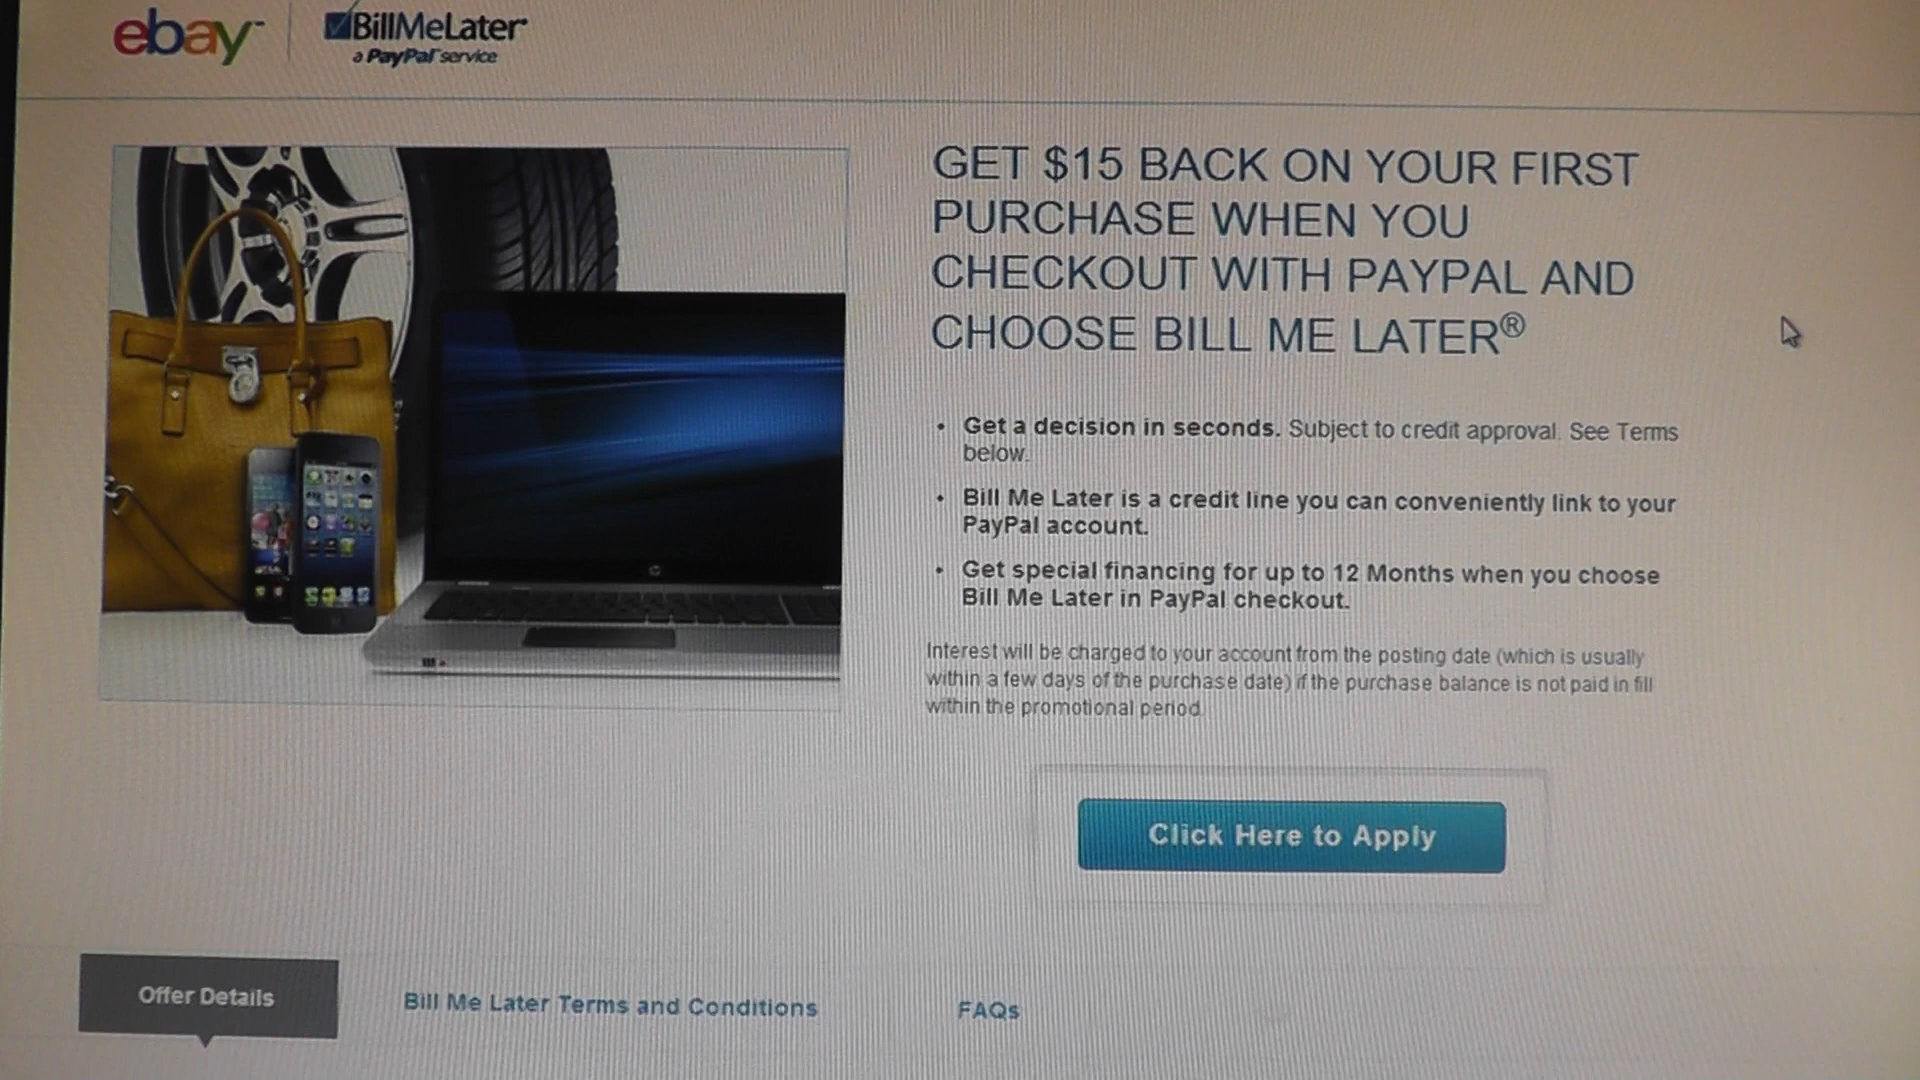 ebay™
BillMeLater®
a PayPal service
GET $15 BACK ON YOUR FIRST
PURCHASE WHEN YOU
CHECKOUT WITH PAYPAL AND
CHOOSE BILL ME LATER®
• Get a decision in seconds. Subject to credit approval. See Terms
below.
• Bill Me Later is a credit line you can conveniently link to your
PayPal account.
• Get special financing for up to 12 Months when you choose
Bill Me Later in PayPal checkout.
Interest will be charged to your account from the posting date (which is usually
within a few days of the purchase date) if the purchase balance is not paid in fill
within the promotional period.
Click Here to Apply
Offer Details
Bill Me Later Terms and Conditions
FAQs
hp